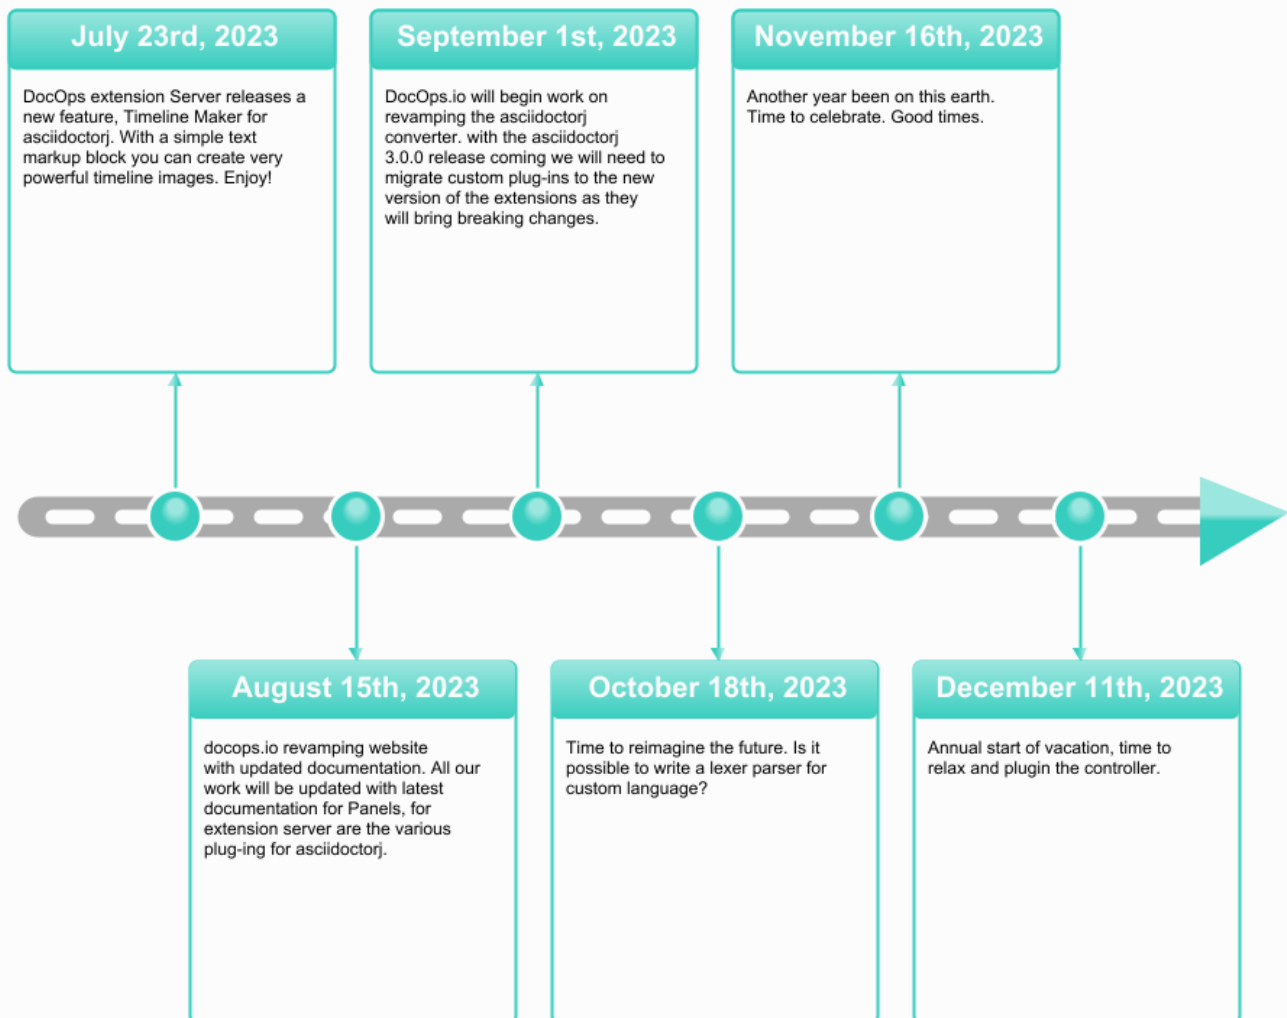 July 23rd, 2023
DocOps extension Server releases a
new feature, Timeline Maker for
asciidoctorj. With a simple text
markup block you can create very
powerful timeline images. Enjoy!
September 1st, 2023
DocOps.io will begin work on
revamping the asciidoctorj
converter. with the asciidoctorj
3.0.0 release coming we will need to
migrate custom plug-ins to the new
version of the extensions as they
will bring breaking changes.
November 16th, 2023
Another year been on this earth.
Time to celebrate. Good times.
August 15th, 2023
docops.io revamping website
with updated documentation. All our
work will be updated with latest
documentation for Panels, for
extension server are the various
plug-ing for asciidoctorj.
October 18th, 2023
Time to reimagine the future. Is it
possible to write a lexer parser for
custom language?
December 11th, 2023
Annual start of vacation, time to
relax and plugin the controller.